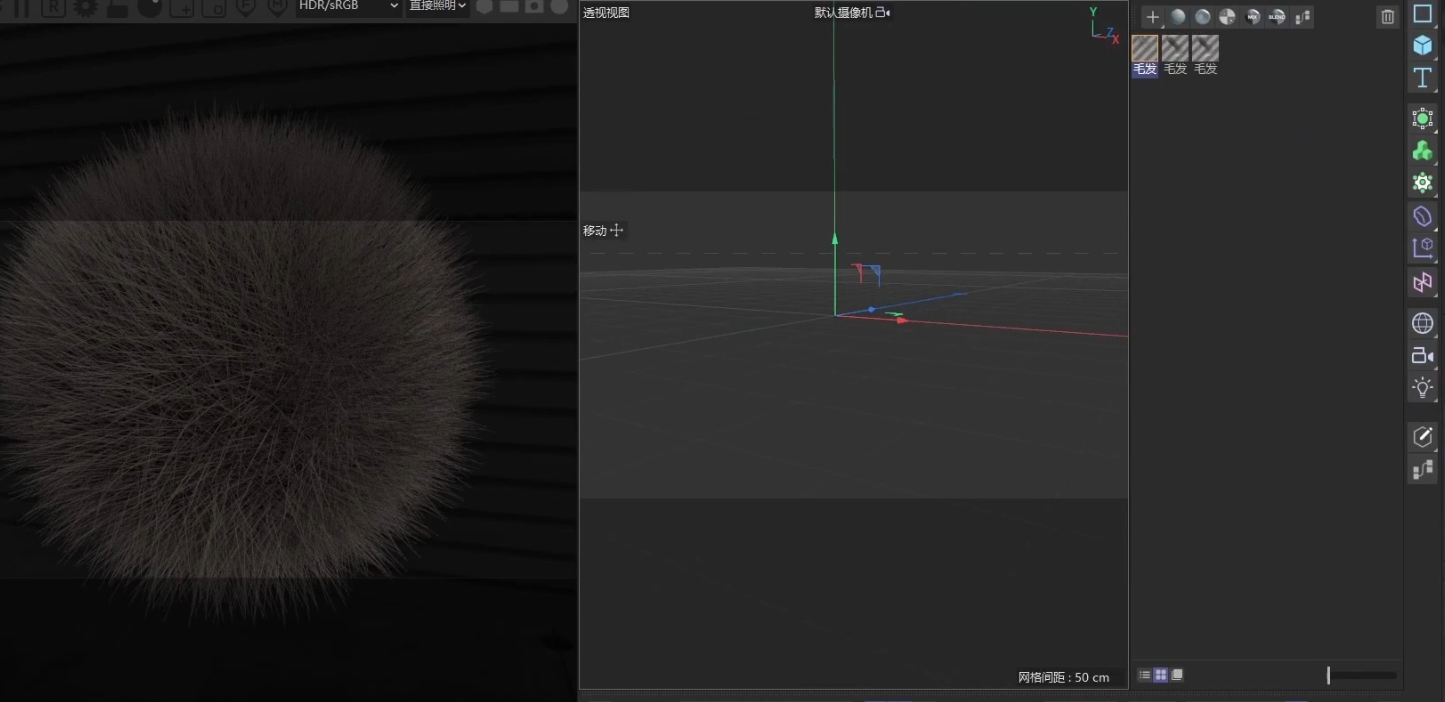 R
F
M
HDR/sRGB
直接照明
透视视图
默认摄像机
Y
Z
X
MIX
BLEND
毛发
毛发
毛发
T
移动
网格间距 : 50 cm